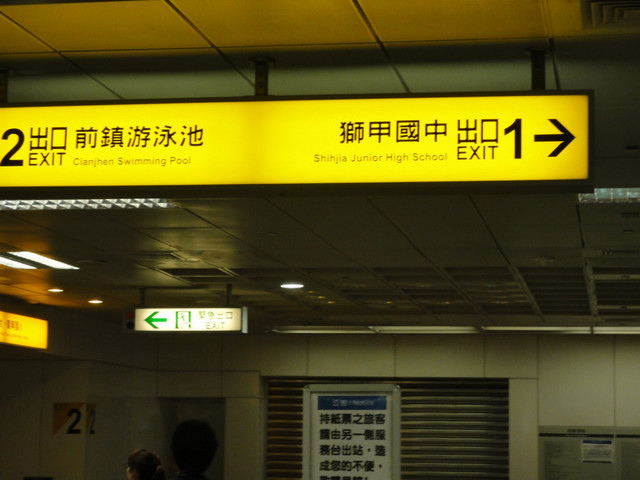 2 出口 前鎮游泳池
EXIT Cianjhen Swimming Pool
獅甲國中 出口 1
Shihjia Junior High School EXIT
緊急出口
EXIT
2
2
持紙票之旅客
請由另一側服
務台出站，造
成您的不便，